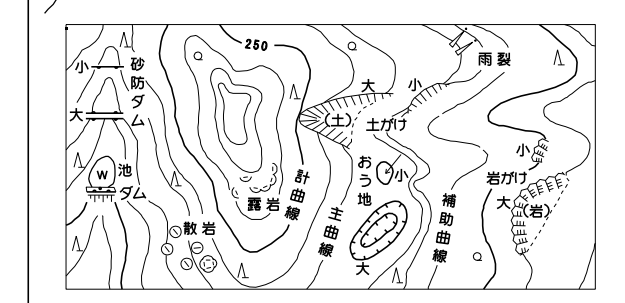 250
小
砂防ダム
大
W
池
ダム
散岩
露岩
計曲線
主曲線
大
小
(土)
土がけ
おう地
小
大
補助曲線
雨裂
小
岩がけ
大
(岩)